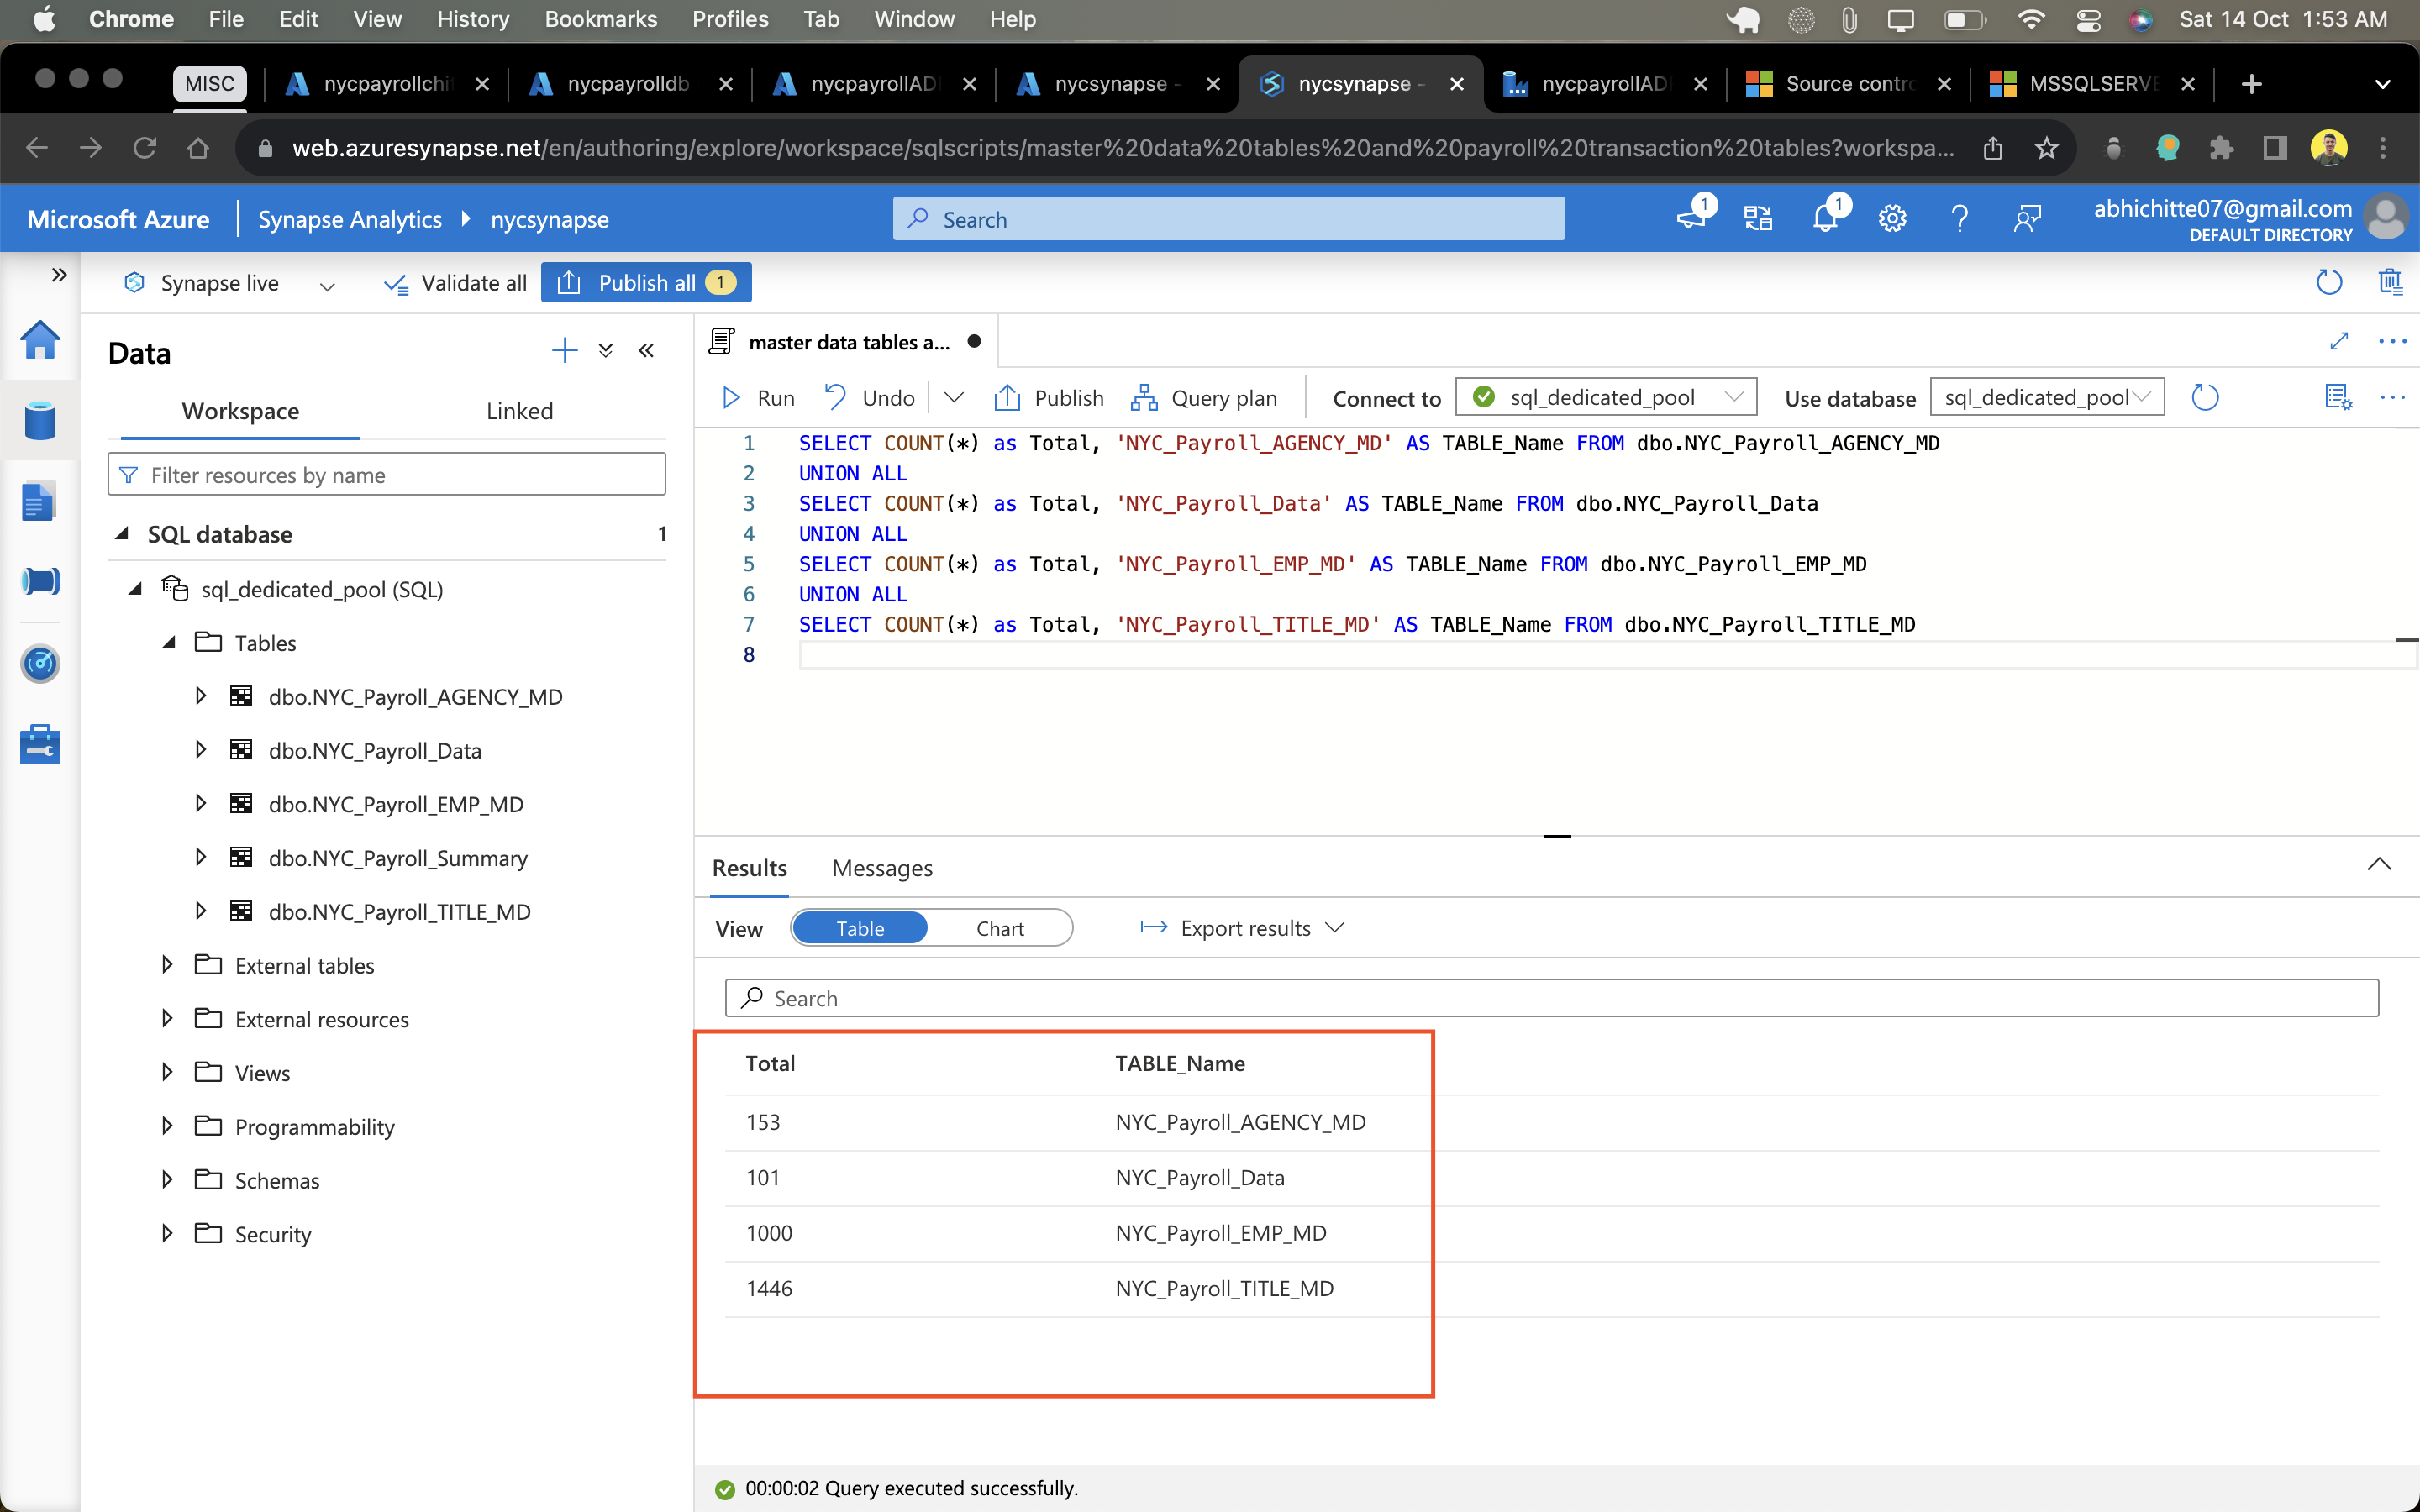 Chrome File Edit View History Bookmarks Profiles Tab Window Help Sat 14 Oct 1:53 AM
MISC nycpayrollchi nycpayrolldb nycpayrollAD nycsynapse - nycsynapse - nycpayrollAD Source contro MSSQLSERVE
web.azuresynapse.net/en/authoring/explore/workspace/sqlscripts/master%20data%20tables%20and%20payroll%20transaction%20tables?workspa...
Microsoft Azure Synapse Analytics nycsynapse Search 1 1 abhichitte07@gmail.com
DEFAULT DIRECTORY
Synapse live Validate all Publish all 1
Data
Workspace Linked
Filter resources by name
SQL database 1
sql_dedicated_pool (SQL)
Tables
dbo.NYC_Payroll_AGENCY_MD
dbo.NYC_Payroll_Data
dbo.NYC_Payroll_EMP_MD
dbo.NYC_Payroll_Summary
dbo.NYC_Payroll_TITLE_MD
External tables
External resources
Views
Programmability
Schemas
Security
master data tables a...
Run Undo Publish Query plan Connect to sql_dedicated_pool Use database sql_dedicated_pool
1 SELECT COUNT(*) as Total, 'NYC_Payroll_AGENCY_MD' AS TABLE_Name FROM dbo.NYC_Payroll_AGENCY_MD
2 UNION ALL
3 SELECT COUNT(*) as Total, 'NYC_Payroll_Data' AS TABLE_Name FROM dbo.NYC_Payroll_Data
4 UNION ALL
5 SELECT COUNT(*) as Total, 'NYC_Payroll_EMP_MD' AS TABLE_Name FROM dbo.NYC_Payroll_EMP_MD
6 UNION ALL
7 SELECT COUNT(*) as Total, 'NYC_Payroll_TITLE_MD' AS TABLE_Name FROM dbo.NYC_Payroll_TITLE_MD
8
Results Messages
View Table Chart Export results
Search
Total TABLE_Name
153 NYC_Payroll_AGENCY_MD
101 NYC_Payroll_Data
1000 NYC_Payroll_EMP_MD
1446 NYC_Payroll_TITLE_MD
00:00:02 Query executed successfully.